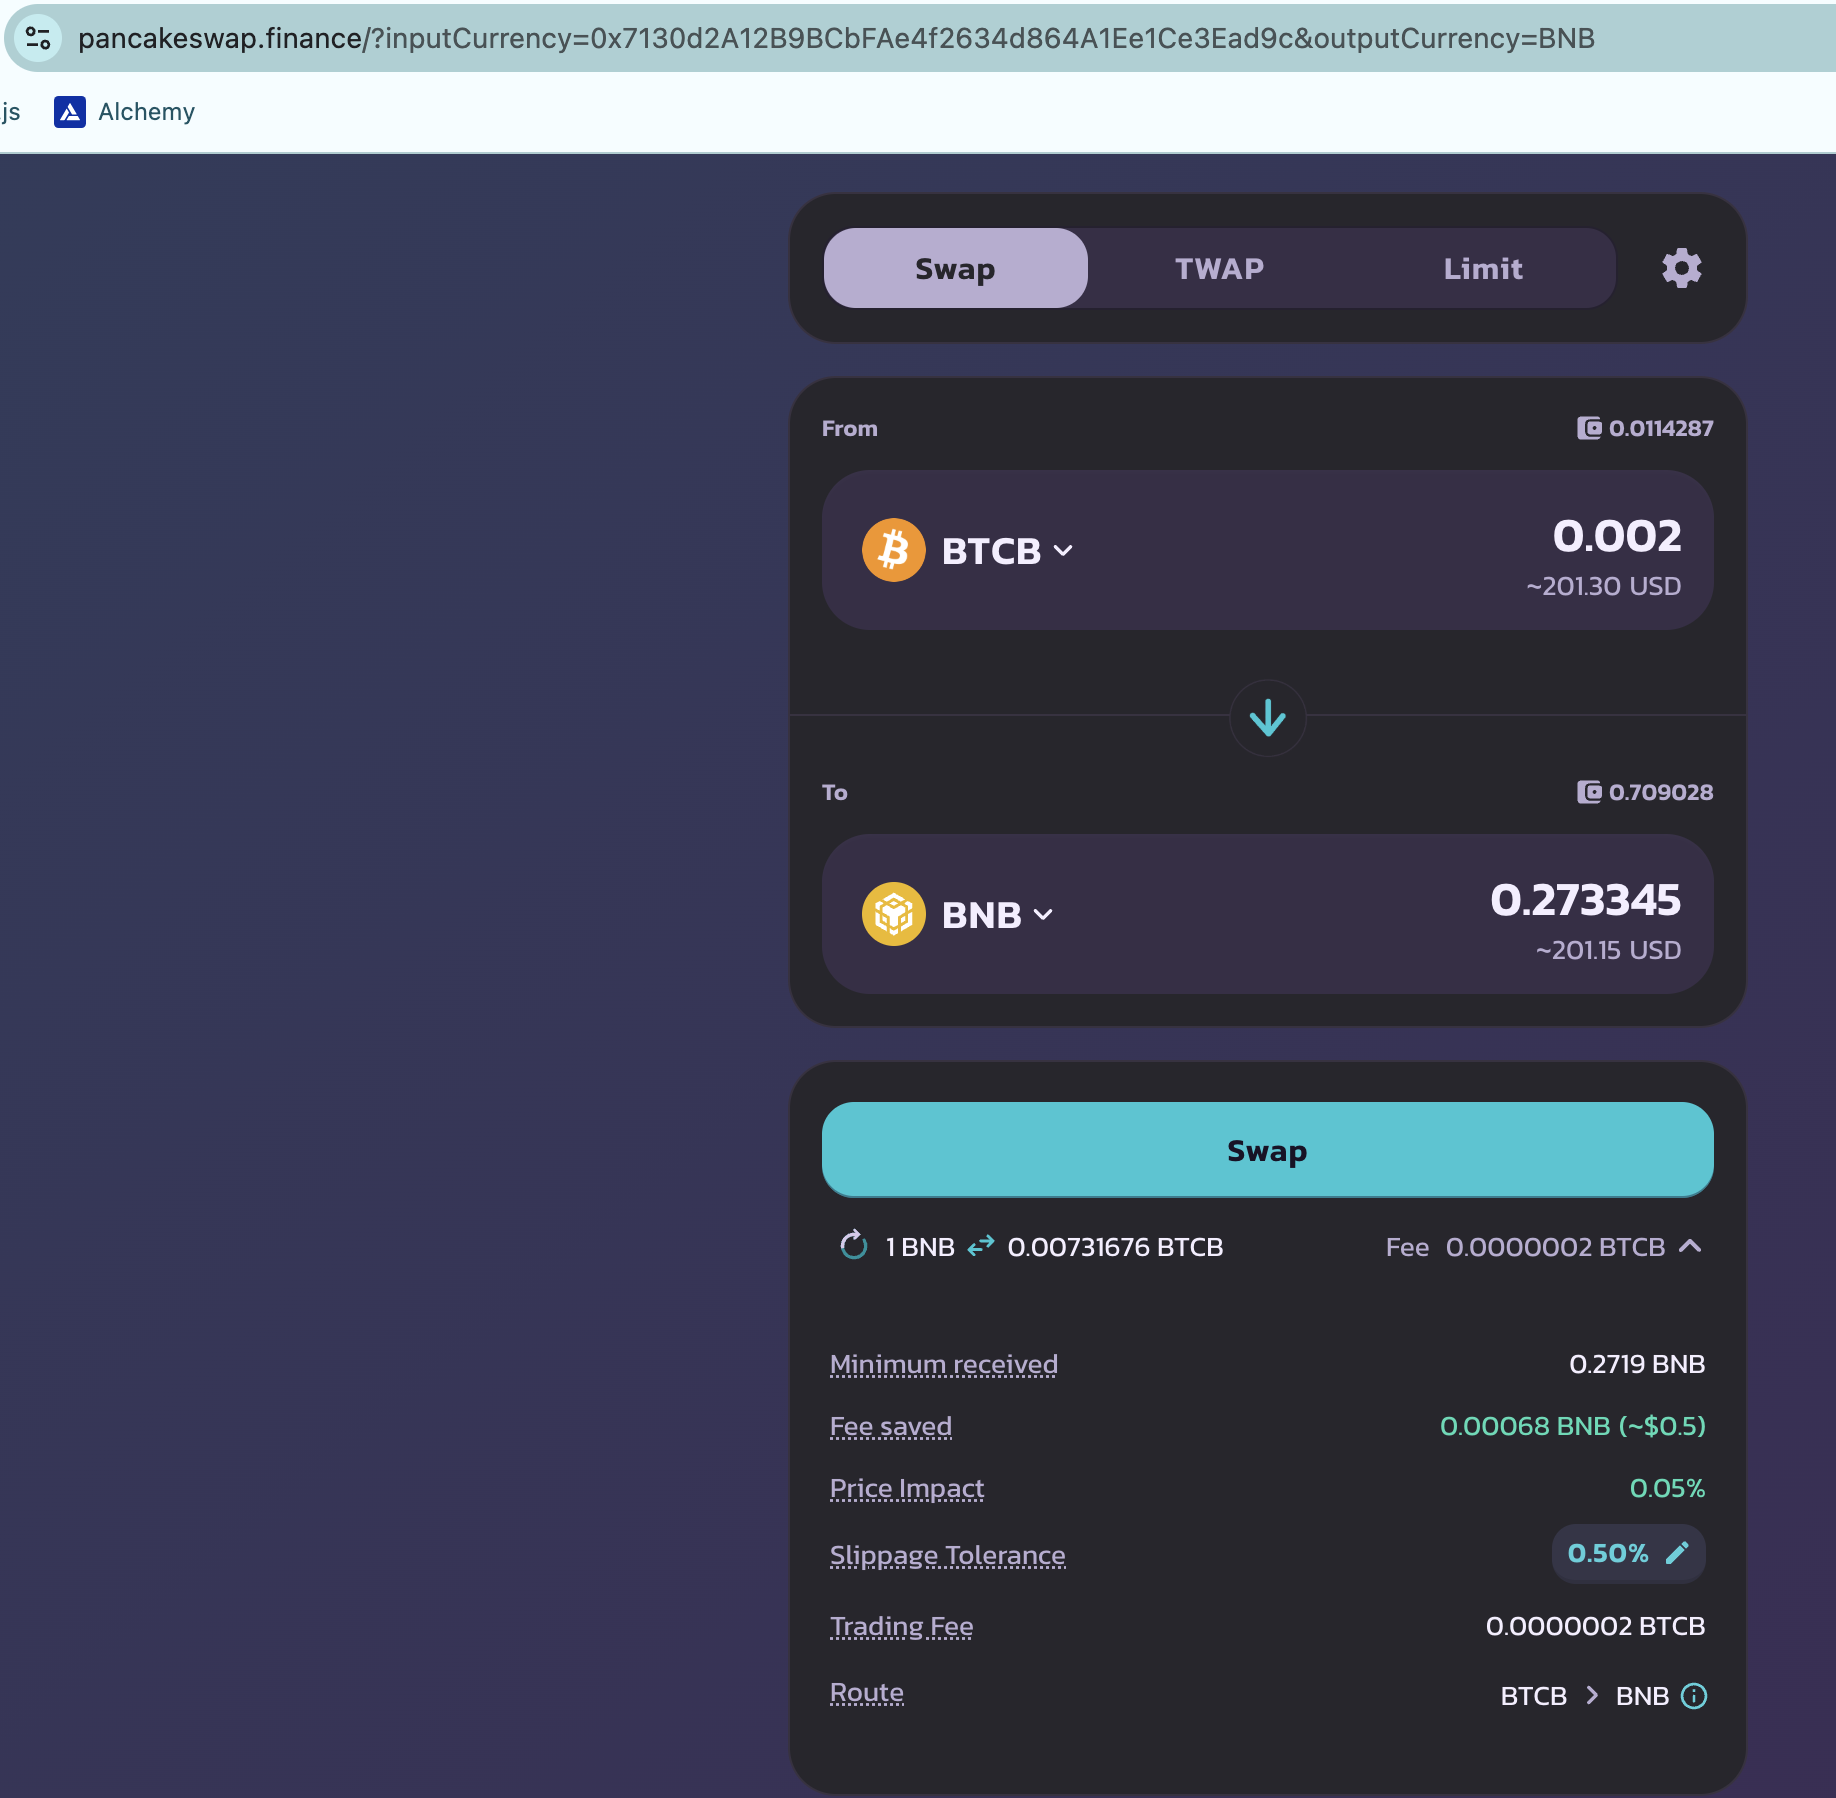 pancakeswap.finance/?inputCurrency=0x7130d2A12B9BCbFAe4f2634d864A1Ee1Ce3Ead9c&outputCurrency=BNB
js Alchemy
Swap TWAP Limit
From 0.0114287
BTCB 0.002
~201.30 USD
To 0.709028
BNB 0.273345
~201.15 USD
Swap
1 BNB 0.00731676 BTCB Fee 0.0000002 BTCB
Minimum received 0.2719 BNB
Fee saved 0.00068 BNB (~$0.5)
Price Impact 0.05%
Slippage Tolerance 0.50%
Trading Fee 0.0000002 BTCB
Route BTCB > BNB